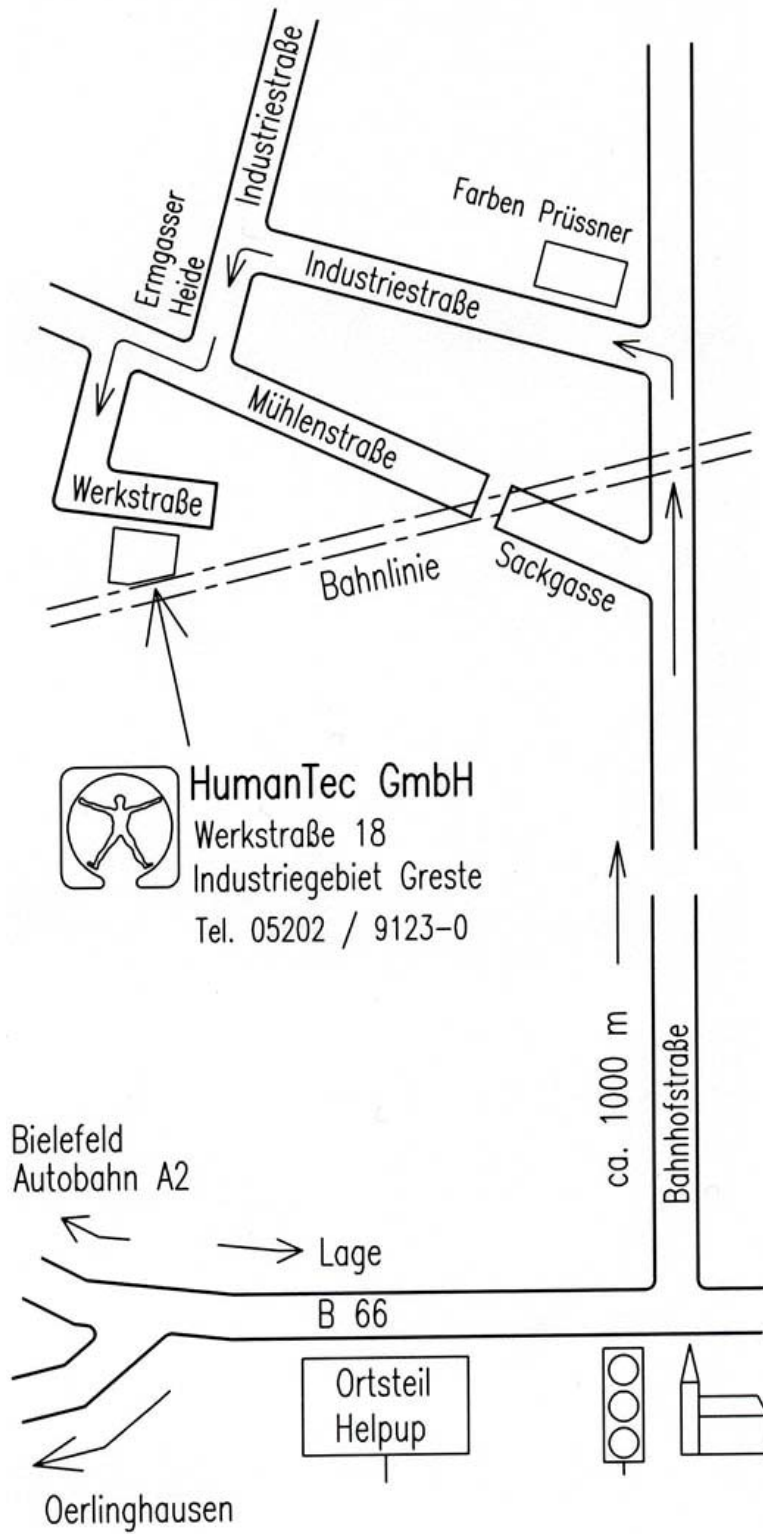 Industriestraße
Farben Prüssner
Ermgasser
Heide
Industriestraße
Mühlenstraße
Werkstraße
Bahnlinie
Sackgasse
HumanTec GmbH
Werkstraße 18
Industriegebiet Greste
Tel. 05202 / 9123-0
ca. 1000 m
Bahnhofstraße
Bielefeld
Autobahn A2
Lage
B 66
Ortsteil
Helpup
Oerlinghausen